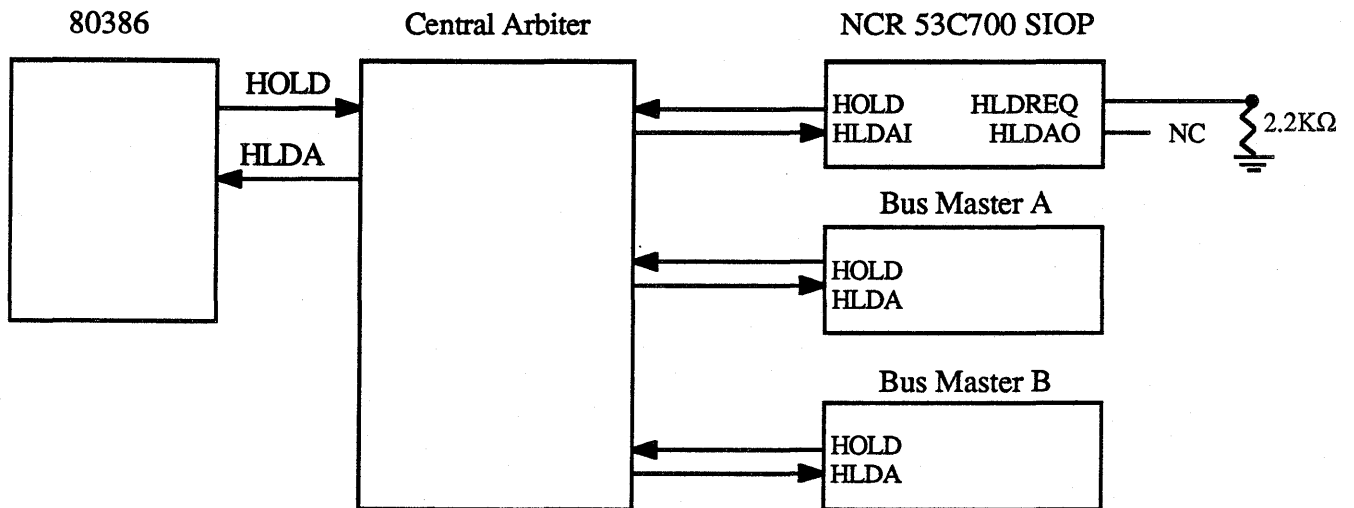 80386
Central Arbiter
NCR 53C700 SIOP
HOLD
HLDA
HOLD HLDREQ
HLDAI HLDAO
NC
2.2KΩ
Bus Master A
HOLD
HLDA
Bus Master B
HOLD
HLDA